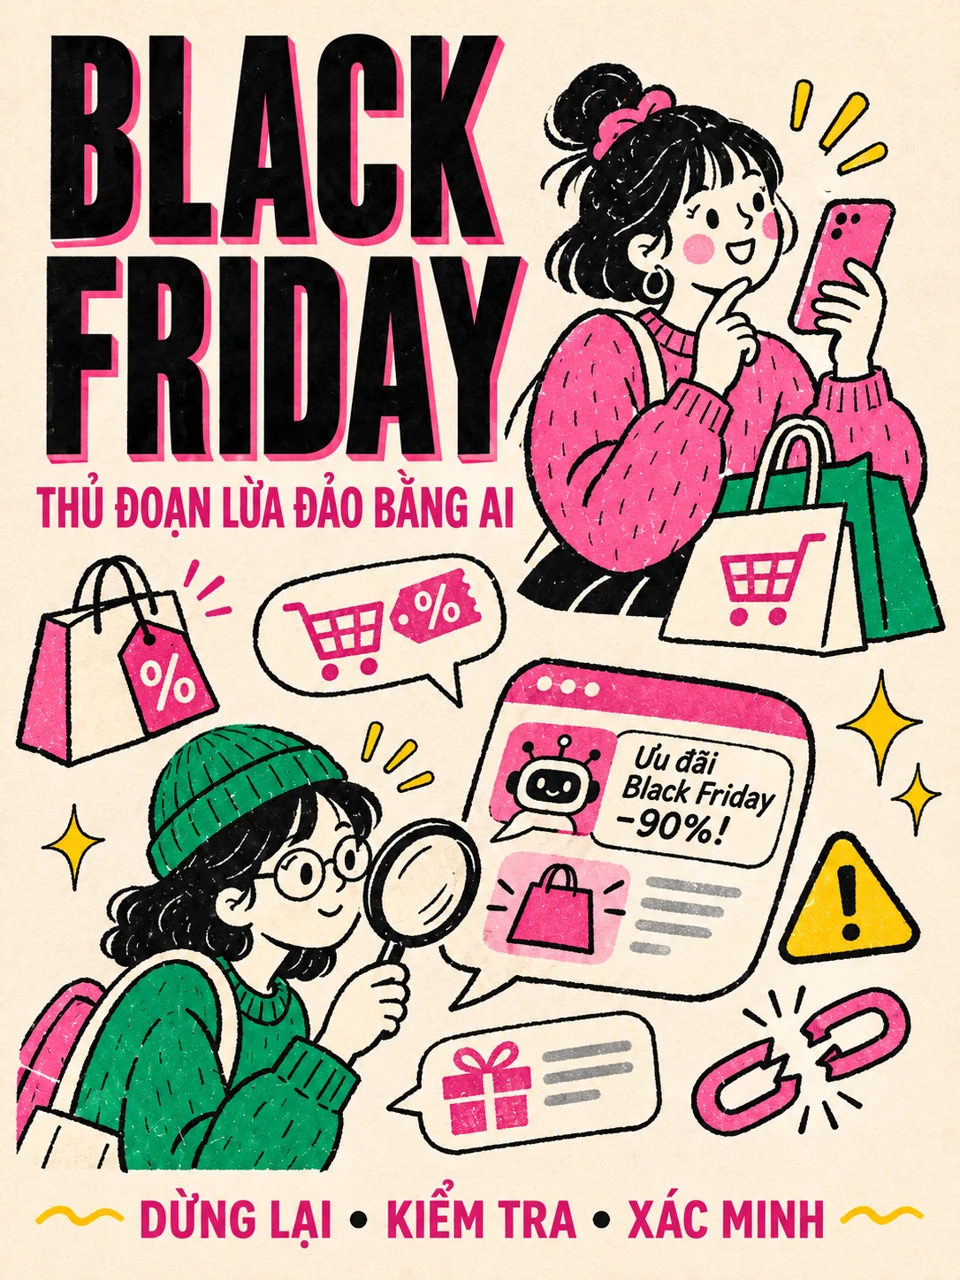 BLACK
FRIDAY
THỦ ĐOẠN LỪA ĐẢO BẰNG AI
%
%
Ưu đãi
Black Friday
-90%!
!
DỪNG LẠI • KIỂM TRA • XÁC MINH